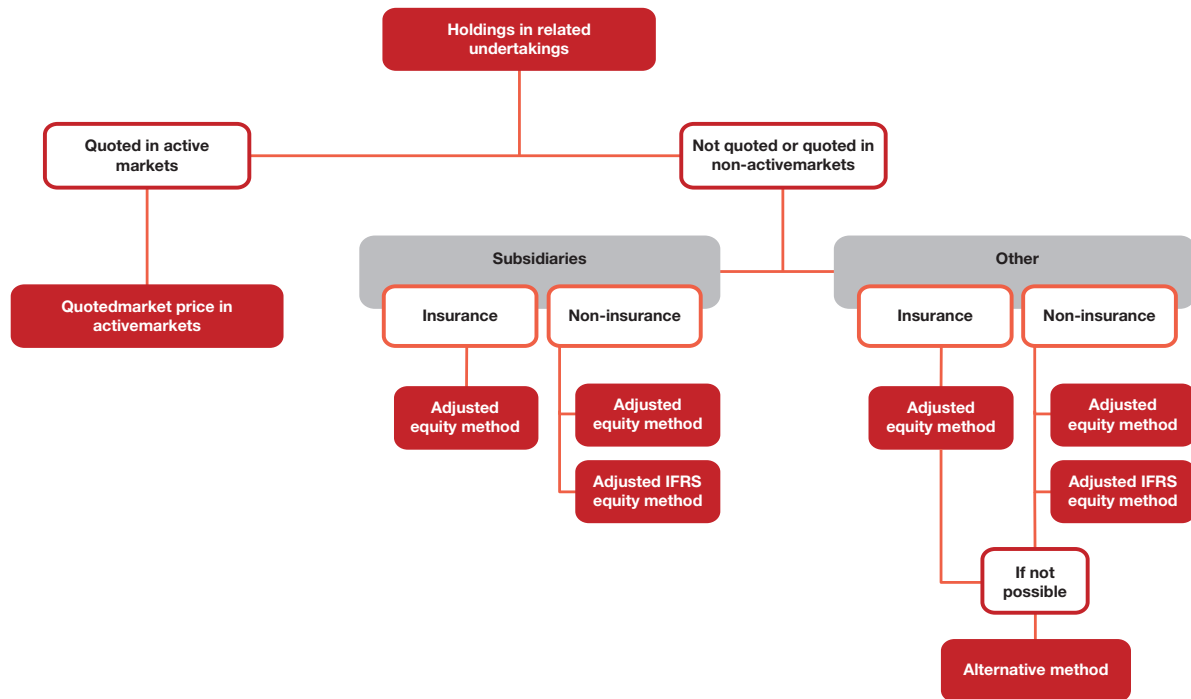 Holdings in related
undertakings
Quoted in active
markets
Not quoted or quoted in
non-activemarkets
Quotedmarket price in
activemarkets
Subsidiaries
Other
Insurance
Non-insurance
Insurance
Non-insurance
Adjusted
equity method
Adjusted
equity method
Adjusted
equity method
Adjusted
equity method
Adjusted IFRS
equity method
Adjusted IFRS
equity method
If not
possible
Alternative method